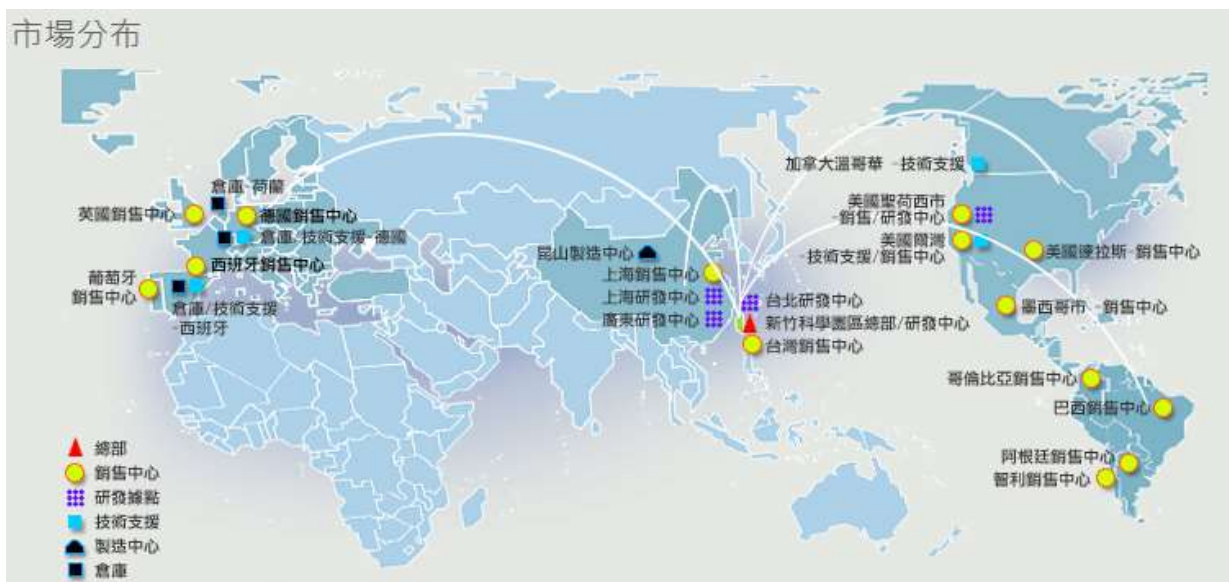 市場分布
倉庫-荷蘭
英國銷售中心
德國銷售中心
倉庫/技術支援-德國
西班牙銷售中心
葡萄牙
銷售中心
倉庫/技術支援
-西班牙
昆山製造中心
上海銷售中心
上海研發中心
廣東研發中心
台北研發中心
新竹科學園區總部/研發中心
台灣銷售中心
加拿大溫哥華 -技術支援
美國聖荷西市
-銷售/研發中心
美國爾灣
-技術支援/銷售中心
美國達拉斯-銷售中心
墨西哥市 -銷售中心
哥倫比亞銷售中心
巴西銷售中心
阿根廷銷售中心
智利銷售中心
總部
銷售中心
研發據點
技術支援
製造中心
倉庫